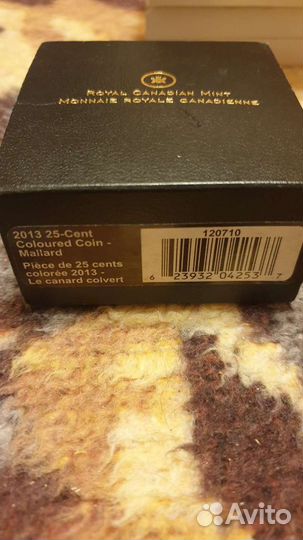 ROYAL CANADIAN MINT
MONNAIE ROYALE CANADIENNE
2013 25-Cent
Coloured Coin -
Mallard
Pièce de 25 cents
colorée 2013 -
Le canard colvert
120710
6 23932 04253 7
Avito